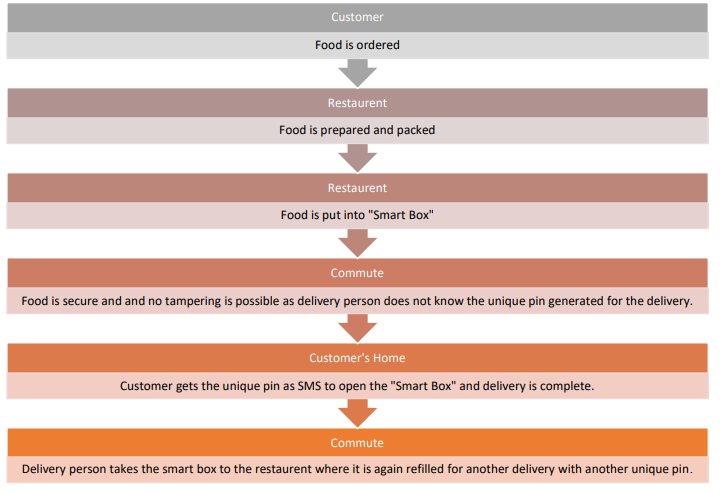 Customer
Food is ordered
Restaurent
Food is prepared and packed
Restaurent
Food is put into "Smart Box"
Commute
Food is secure and and no tampering is possible as delivery person does not know the unique pin generated for the delivery.
Customer's Home
Customer gets the unique pin as SMS to open the "Smart Box" and delivery is complete.
Commute
Delivery person takes the smart box to the restaurent where it is again refilled for another delivery with another unique pin.